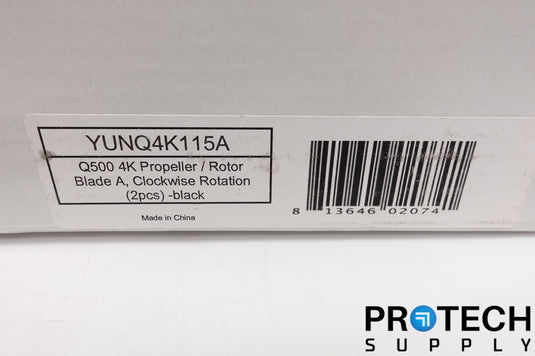 YUNQ4K115A
Q500 4K Propeller / Rotor
Blade A, Clockwise Rotation
(2pcs) -black
Made in China
8 13646 02074
PROTECH
SUPPLY